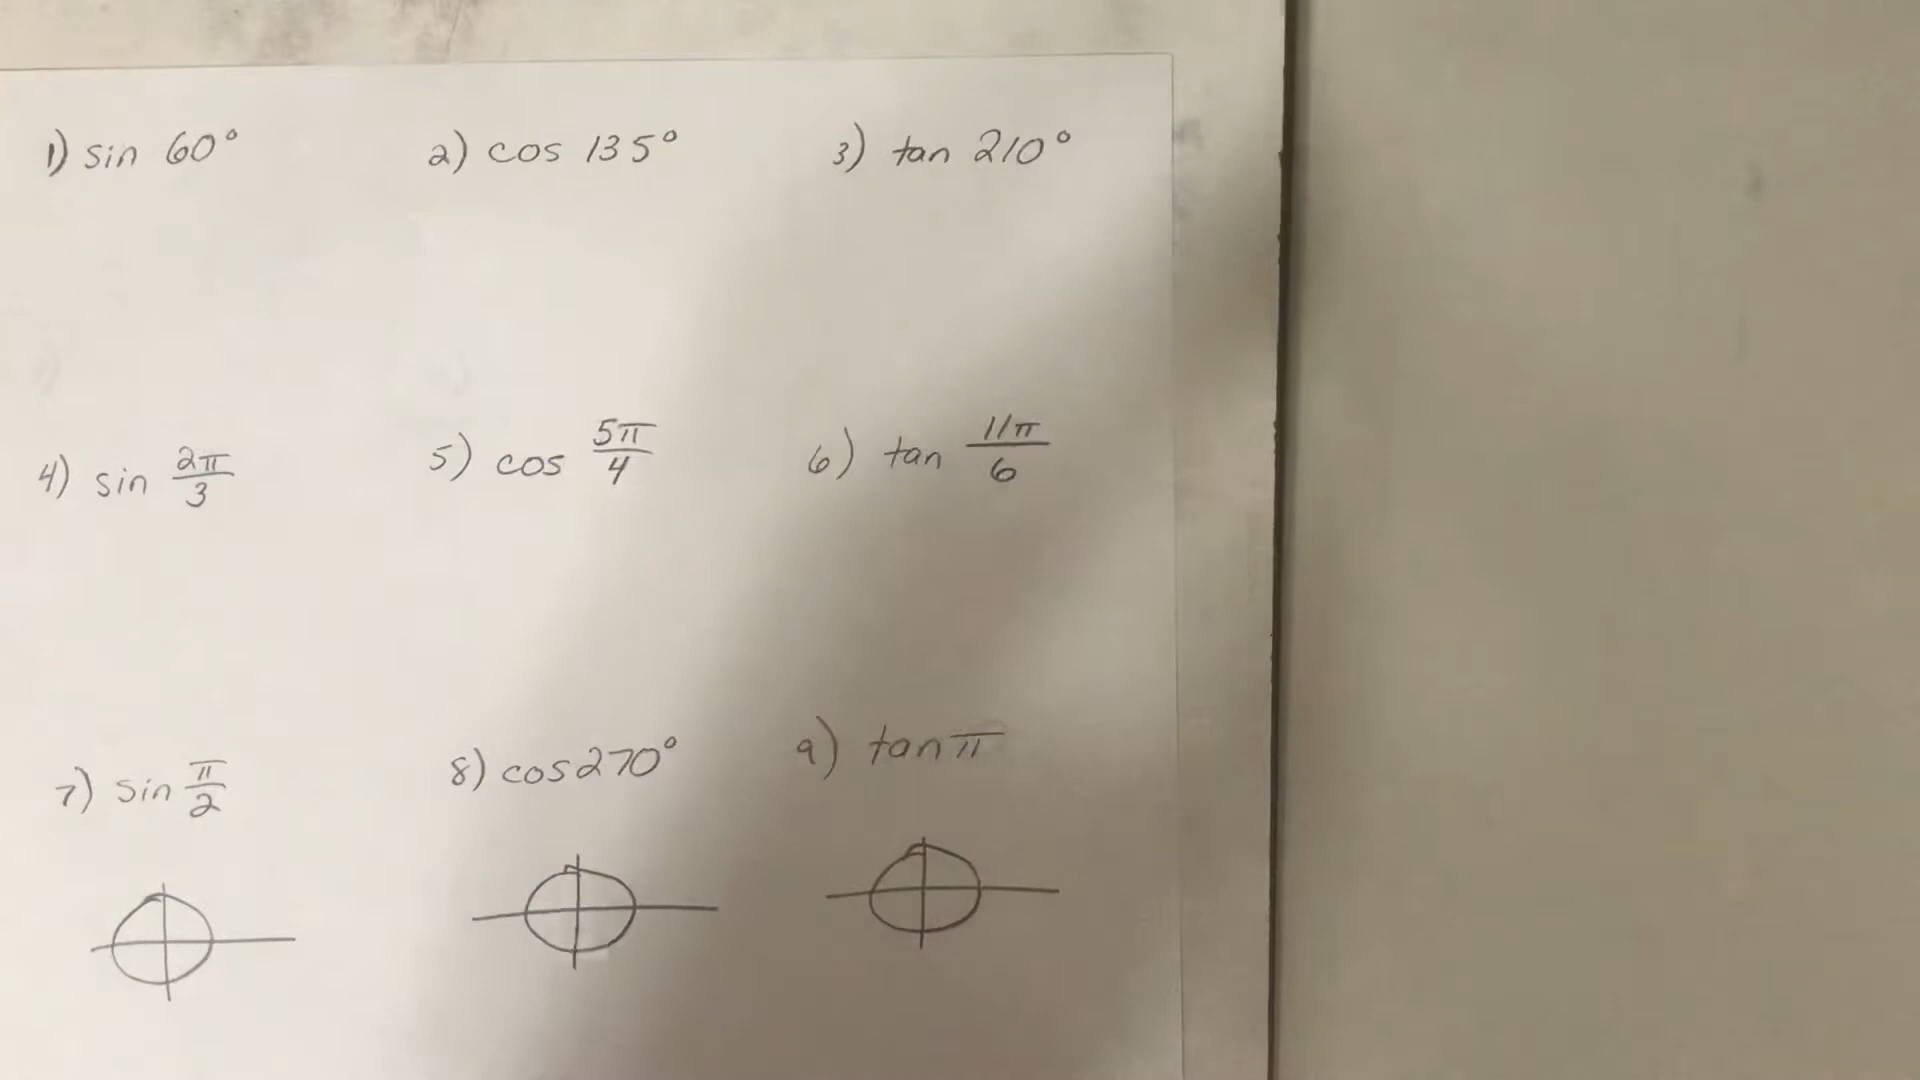 1) sin 60° 2) cos 135° 3) tan 210°
4) sin 2π/3 5) cos 5π/4 6) tan 11π/6
7) sin π/2 8) cos 270° 9) tan π